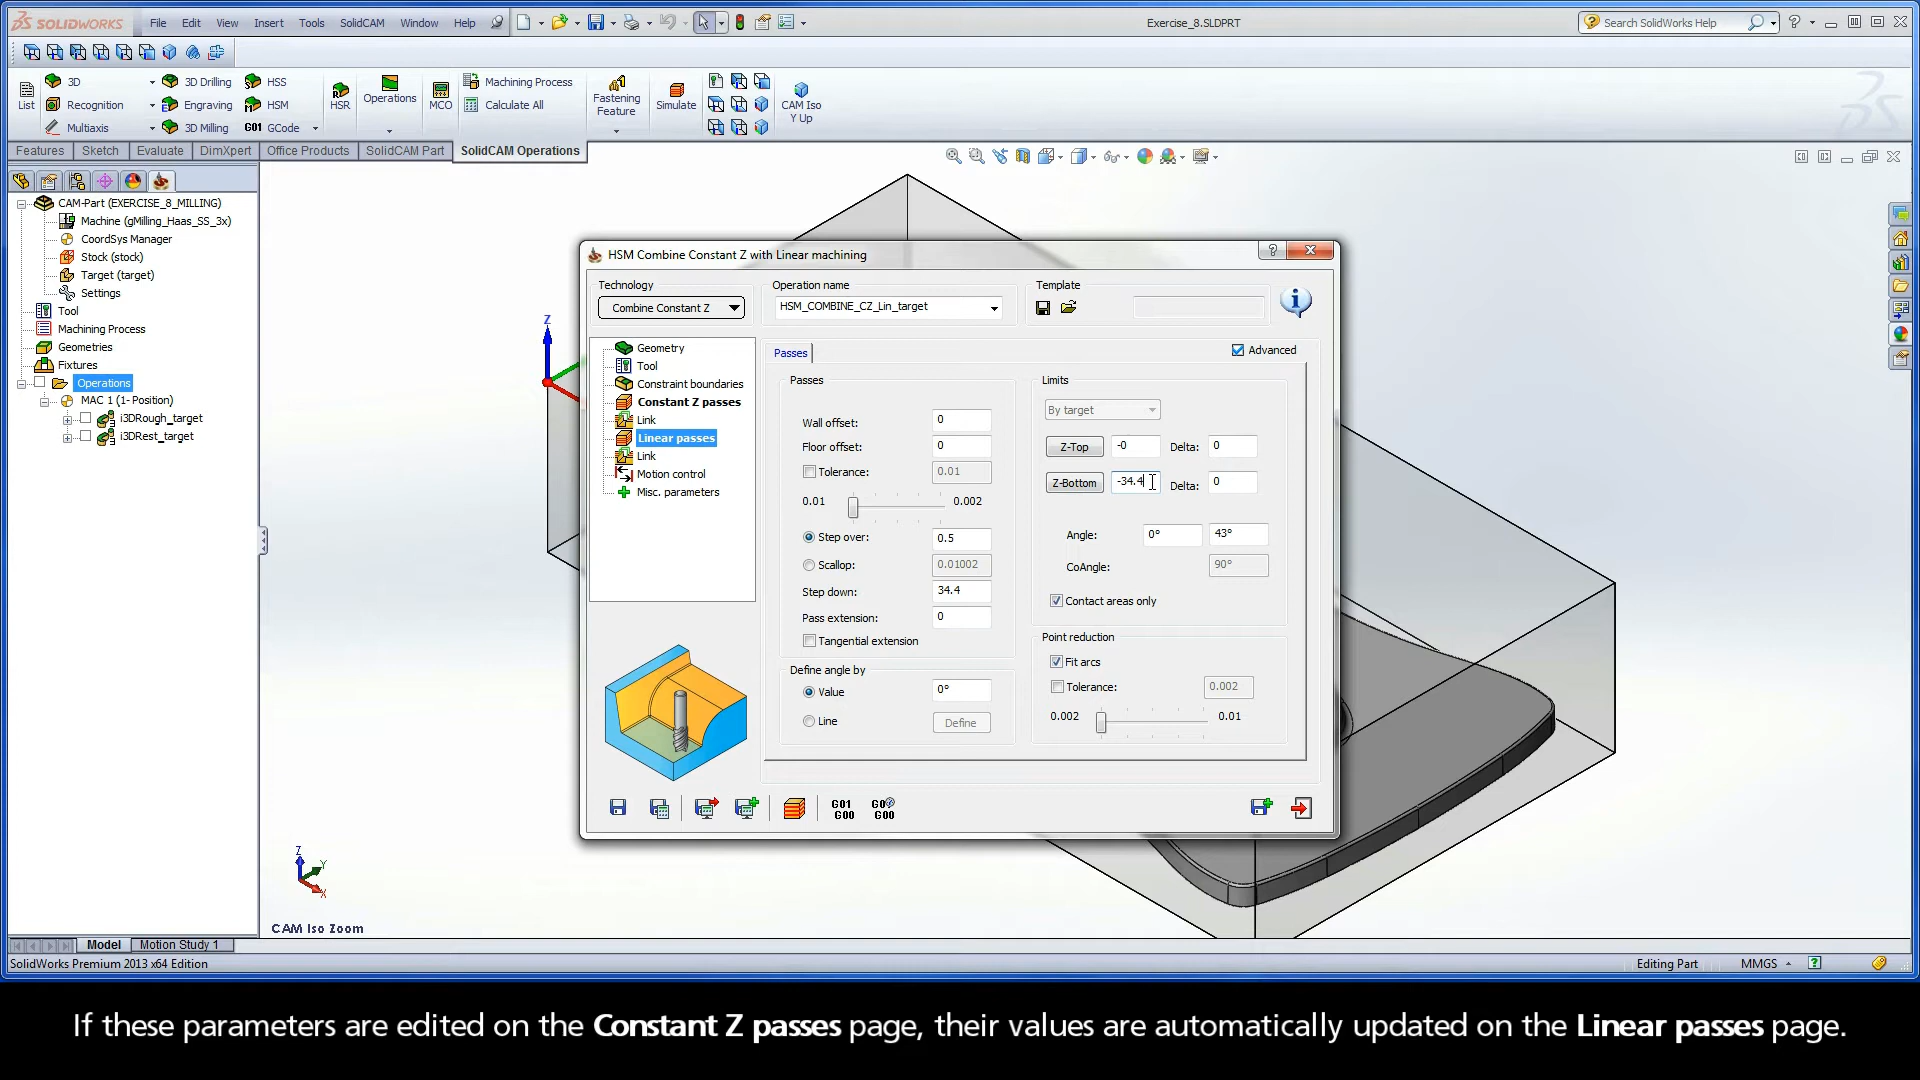 SOLIDWORKS File Edit View Insert Tools SolidCAM Window Help Exercise_8.SLDPRT Search SolidWorks Help
3D 3D Drilling HSS Machining Process
List Recognition Engraving HSM HSR Operations MCO Calculate All Fastening Feature Simulate CAM Iso Y Up
Multiaxis 3D Milling G01 GCode
Features Sketch Evaluate DimXpert Office Products SolidCAM Part SolidCAM Operations
CAM-Part (EXERCISE_8_MILLING)
Machine (gMilling_Haas_SS_3x)
CoordSys Manager
Stock (stock)
Target (target)
Settings
Tool
Machining Process
Geometries
Fixtures
Operations
MAC 1 (1- Position)
i3DRough_target
i3DRest_target
Z
HSM Combine Constant Z with Linear machining
Technology Operation name Template
Combine Constant Z HSM_COMBINE_CZ_Lin_target
Geometry
Tool
Constraint boundaries
Constant Z passes
Link
Linear passes
Link
Motion control
Misc. parameters
Passes Advanced
Passes
Wall offset: 0
Floor offset: 0
Tolerance: 0.01
0.01 0.002
Step over: 0.5
Scallop: 0.01002
Step down: 34.4
Pass extension: 0
Tangential extension
Define angle by
Value 0°
Line Define
Limits
By target
Z-Top -0 Delta: 0
Z-Bottom -34.4 Delta: 0
Angle: 0° 43°
CoAngle: 90°
Contact areas only
Point reduction
Fit arcs
Tolerance: 0.002
0.002 0.01
G01 G00
G0 G00
Z Y X
CAM Iso Zoom
Model Motion Study 1
SolidWorks Premium 2013 x64 Edition Editing Part MMGS
If these parameters are edited on the Constant Z passes page, their values are automatically updated on the Linear passes page.